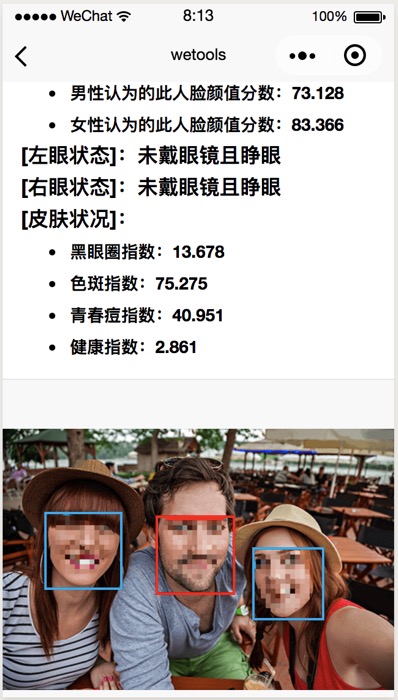 WeChat 8:13 100%
wetools
男性认为的此人脸颜值分数：73.128
女性认为的此人脸颜值分数：83.366
[左眼状态]：未戴眼镜且睁眼
[右眼状态]：未戴眼镜且睁眼
[皮肤状况]：
黑眼圈指数：13.678
色斑指数：75.275
青春痘指数：40.951
健康指数：2.861